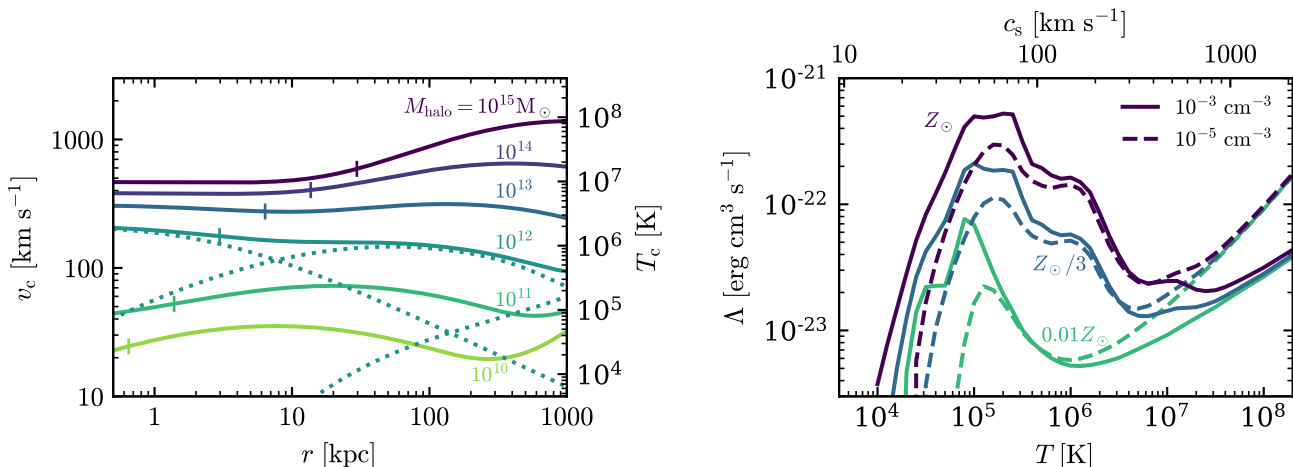 M_halo = 10^15 M_⊙
10^14
10^13
10^12
10^11
10^10
1000
100
10
v_c [km s^−1]
10^8
10^7
10^6
10^5
10^4
T_c [K]
1 10 100 1000
r [kpc]
c_s [km s^−1]
10 100 1000
10^-21
10^-22
10^-23
Λ [erg cm^3 s^−1]
Z_⊙
10^−3 cm^−3
10^−5 cm^−3
Z_⊙/3
0.01Z_⊙
10^4 10^5 10^6 10^7 10^8
T [K]